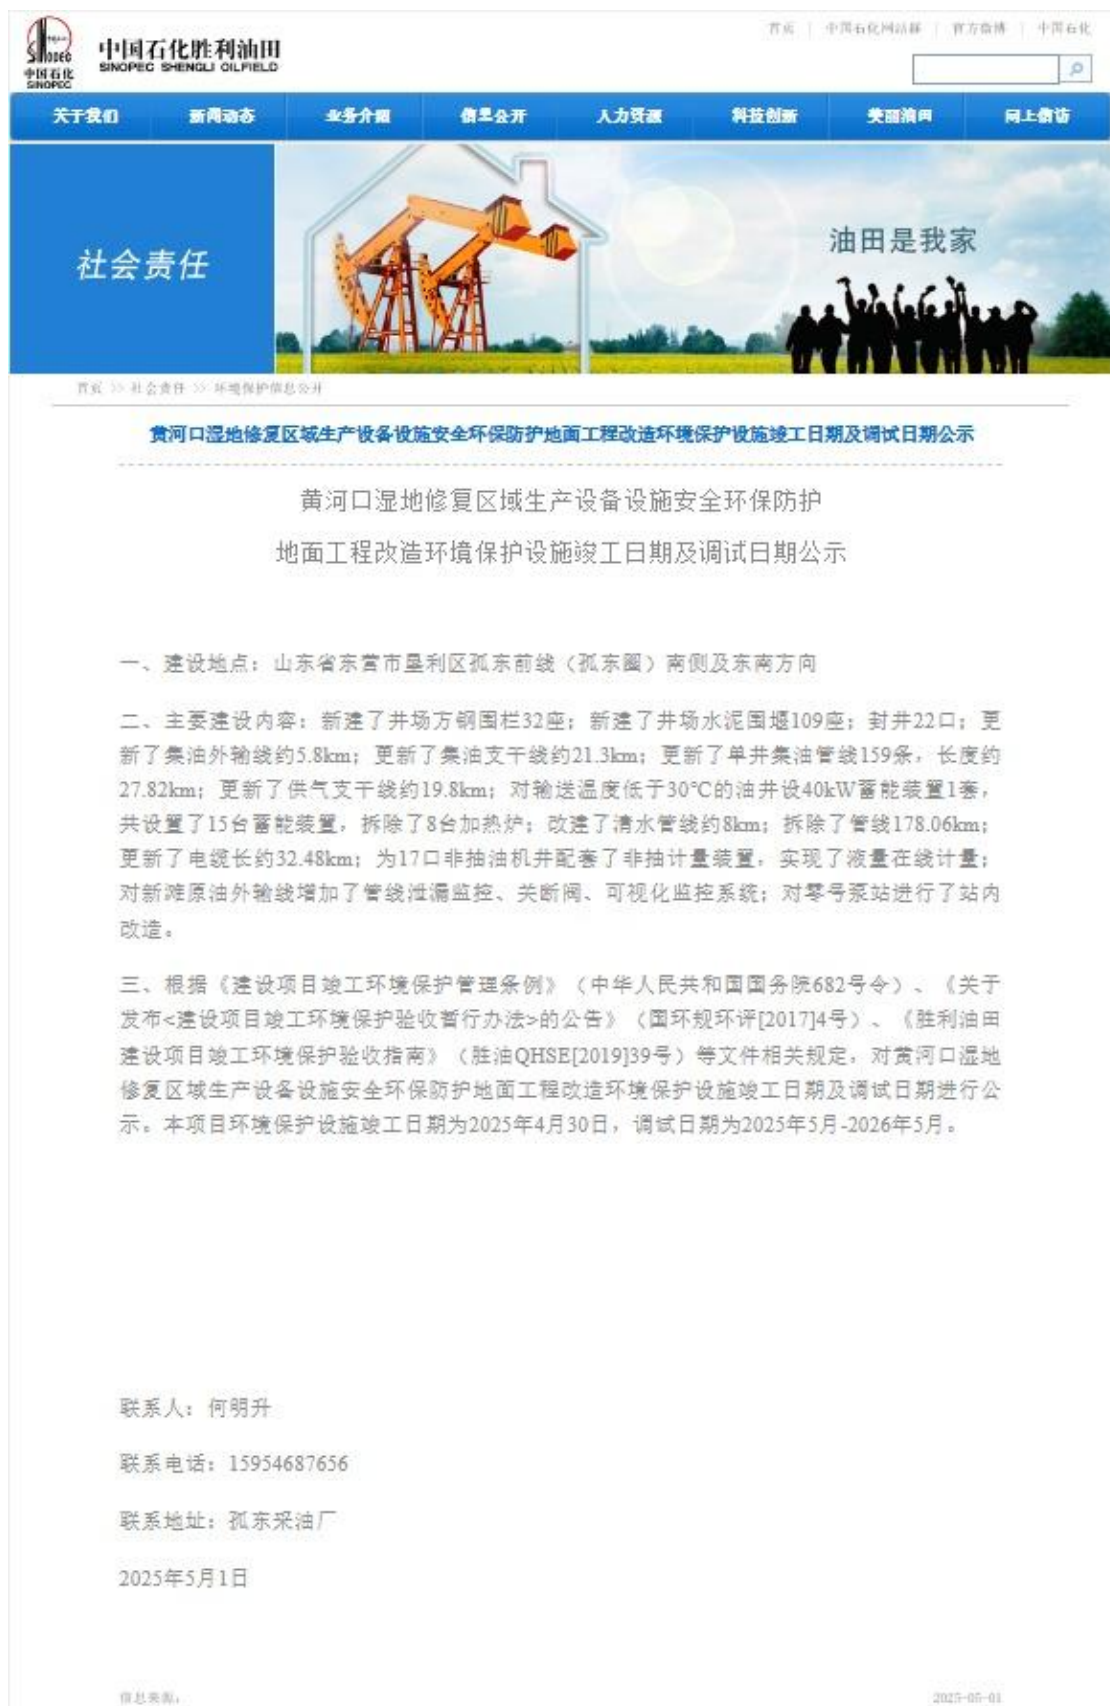 首页 | 中国石化网站群 | 官方微博 | 中国石化
SINOPEC
中国石化
SINOPEC
中国石化胜利油田
SINOPEC SHENGLI OILFIELD
关于我们 新闻动态 业务介绍 信息公开 人力资源 科技创新 美丽油田 网上信访
社会责任
油田是我家
首页 >> 社会责任 >> 环境保护信息公开
黄河口湿地修复区域生产设备设施安全环保防护地面工程改造环境保护设施竣工日期及调试日期公示
黄河口湿地修复区域生产设备设施安全环保防护
地面工程改造环境保护设施竣工日期及调试日期公示
一、建设地点：山东省东营市垦利区孤东前线（孤东圈）南侧及东南方向
二、主要建设内容：新建了井场方钢围栏32座；新建了井场水泥围堰109座；封井22口；更
新了集油外输线约5.8km；更新了集油支干线约21.3km；更新了单井集油管线159条，长度约
27.82km；更新了供气支干线约19.8km；对输送温度低于30℃的油井设40kW蓄能装置1套，
共设置了15台蓄能装置，拆除了8台加热炉；改建了清水管线约8km；拆除了管线178.06km；
更新了电缆长约32.48km；为17口非抽油机井配套了非抽计量装置，实现了液量在线计量；
对新滩原油外输线增加了管线泄漏监控、关断阀、可视化监控系统；对零号泵站进行了站内
改造。
三、根据《建设项目竣工环境保护管理条例》（中华人民共和国国务院682号令）、《关于
发布<建设项目竣工环境保护验收暂行办法>的公告》（国环规环评[2017]4号）、《胜利油田
建设项目竣工环境保护验收指南》（胜油QHSE[2019]39号）等文件相关规定，对黄河口湿地
修复区域生产设备设施安全环保防护地面工程改造环境保护设施竣工日期及调试日期进行公
示。本项目环境保护设施竣工日期为2025年4月30日，调试日期为2025年5月-2026年5月。
联系人：何明升
联系电话：15954687656
联系地址：孤东采油厂
2025年5月1日
信息来源： 2025-05-01